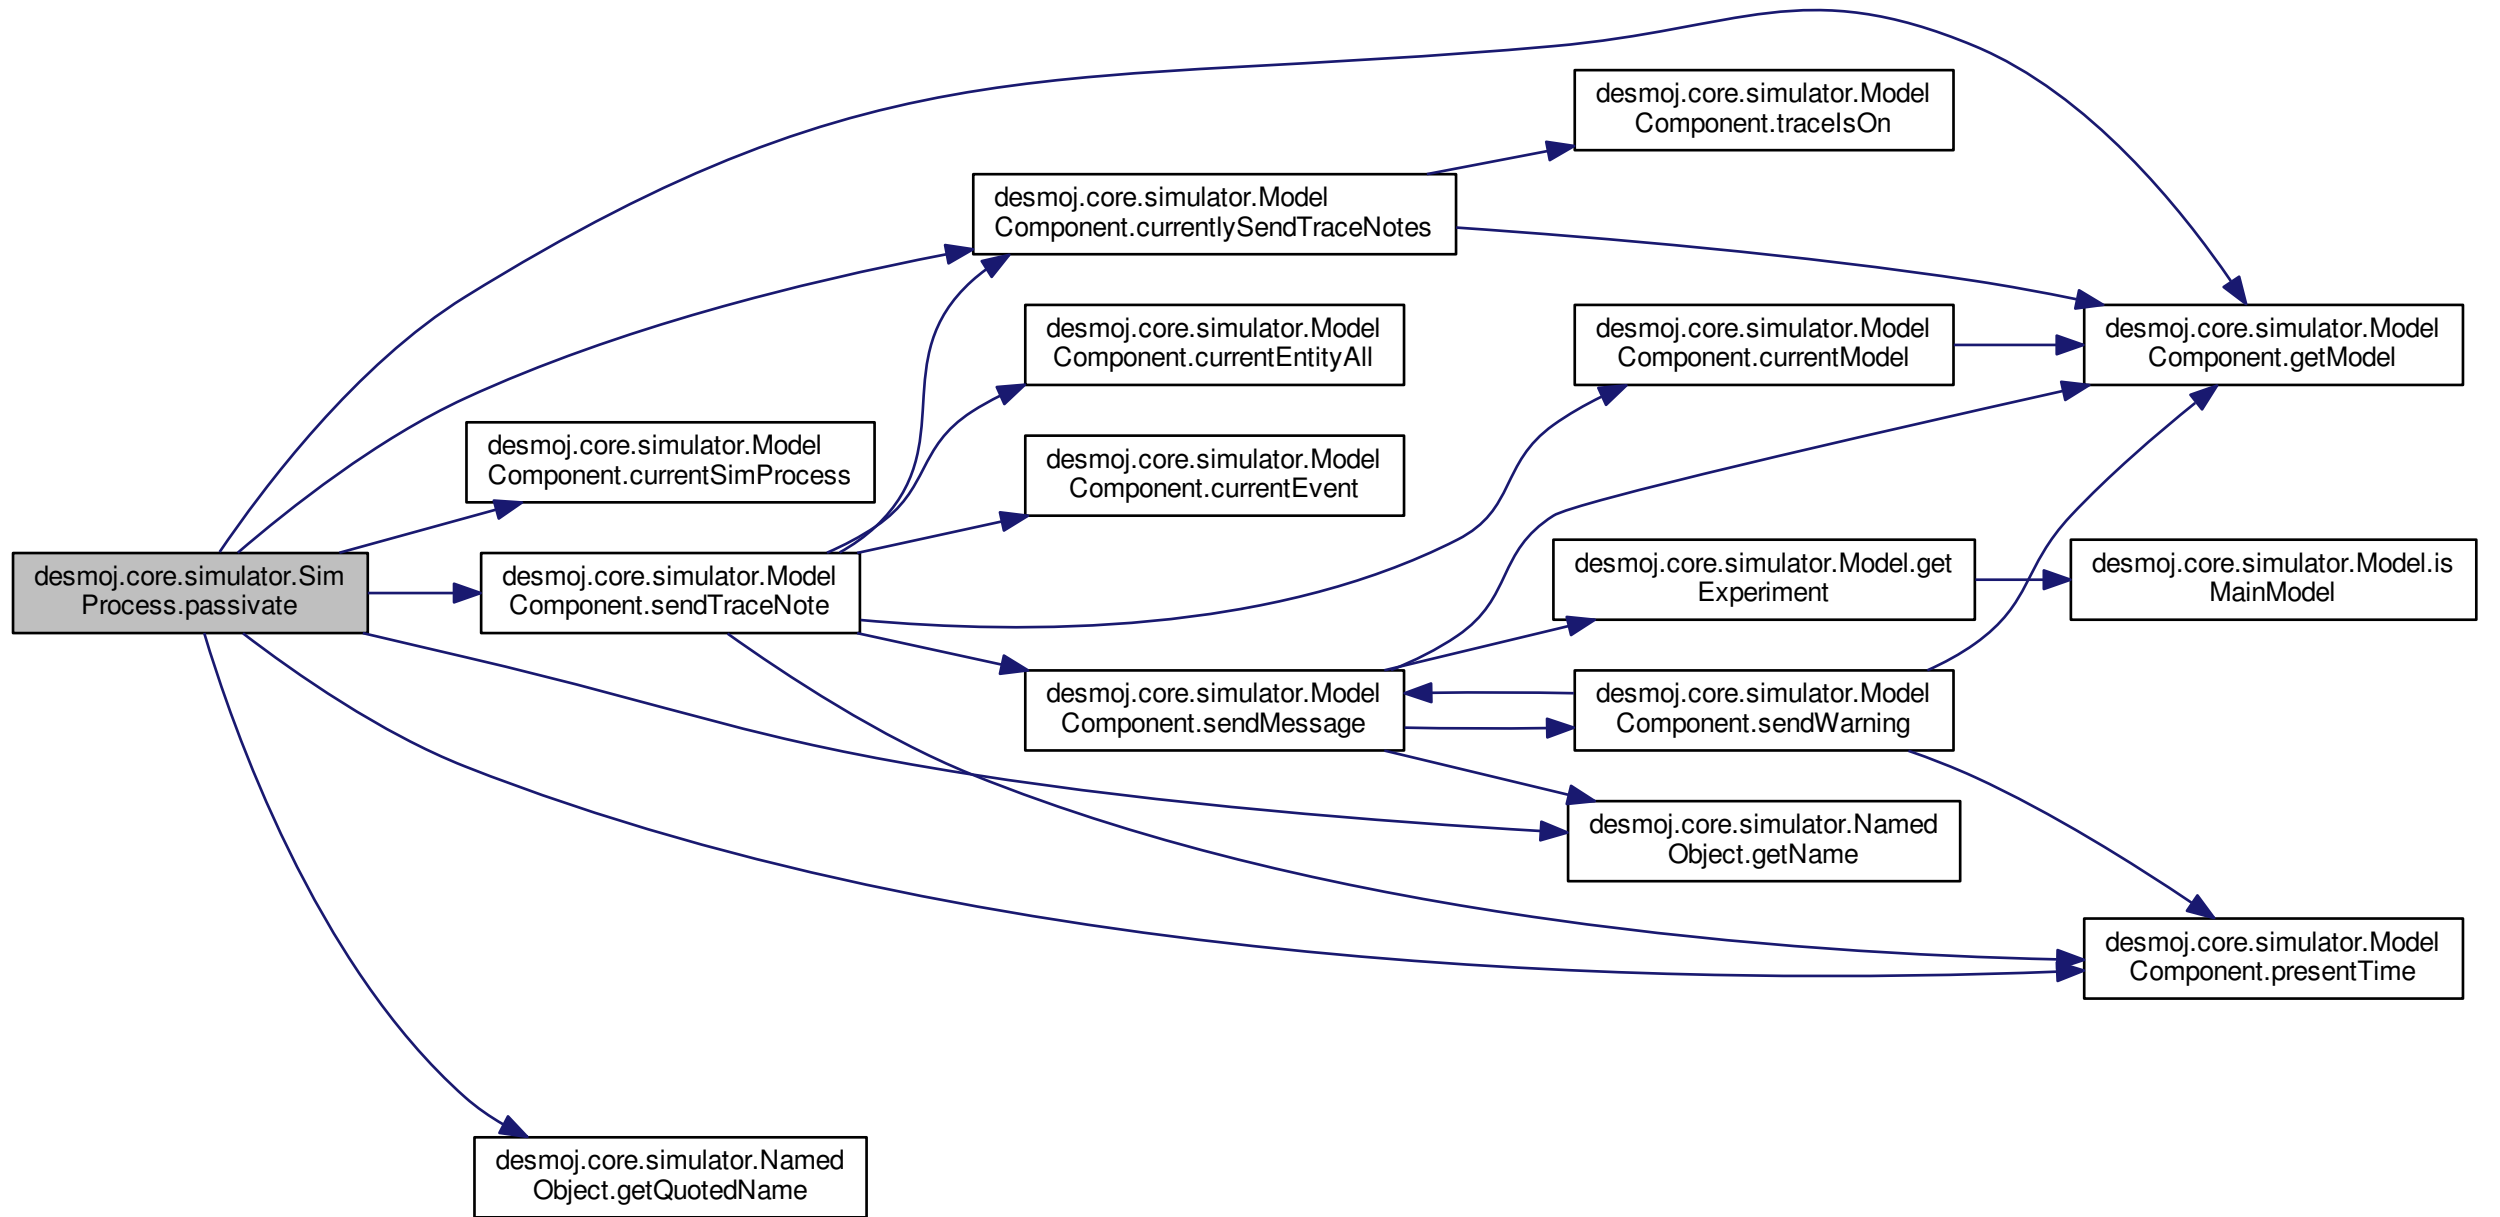 desmoj.core.simulator.Model
Component.traceIsOn
desmoj.core.simulator.Model
Component.currentlySendTraceNotes
desmoj.core.simulator.Model
Component.currentEntityAll
desmoj.core.simulator.Model
Component.currentModel
desmoj.core.simulator.Model
Component.getModel
desmoj.core.simulator.Model
Component.currentSimProcess
desmoj.core.simulator.Model
Component.currentEvent
desmoj.core.simulator.Sim
Process.passivate
desmoj.core.simulator.Model
Component.sendTraceNote
desmoj.core.simulator.Model.get
Experiment
desmoj.core.simulator.Model.is
MainModel
desmoj.core.simulator.Model
Component.sendMessage
desmoj.core.simulator.Model
Component.sendWarning
desmoj.core.simulator.Named
Object.getName
desmoj.core.simulator.Model
Component.presentTime
desmoj.core.simulator.Named
Object.getQuotedName